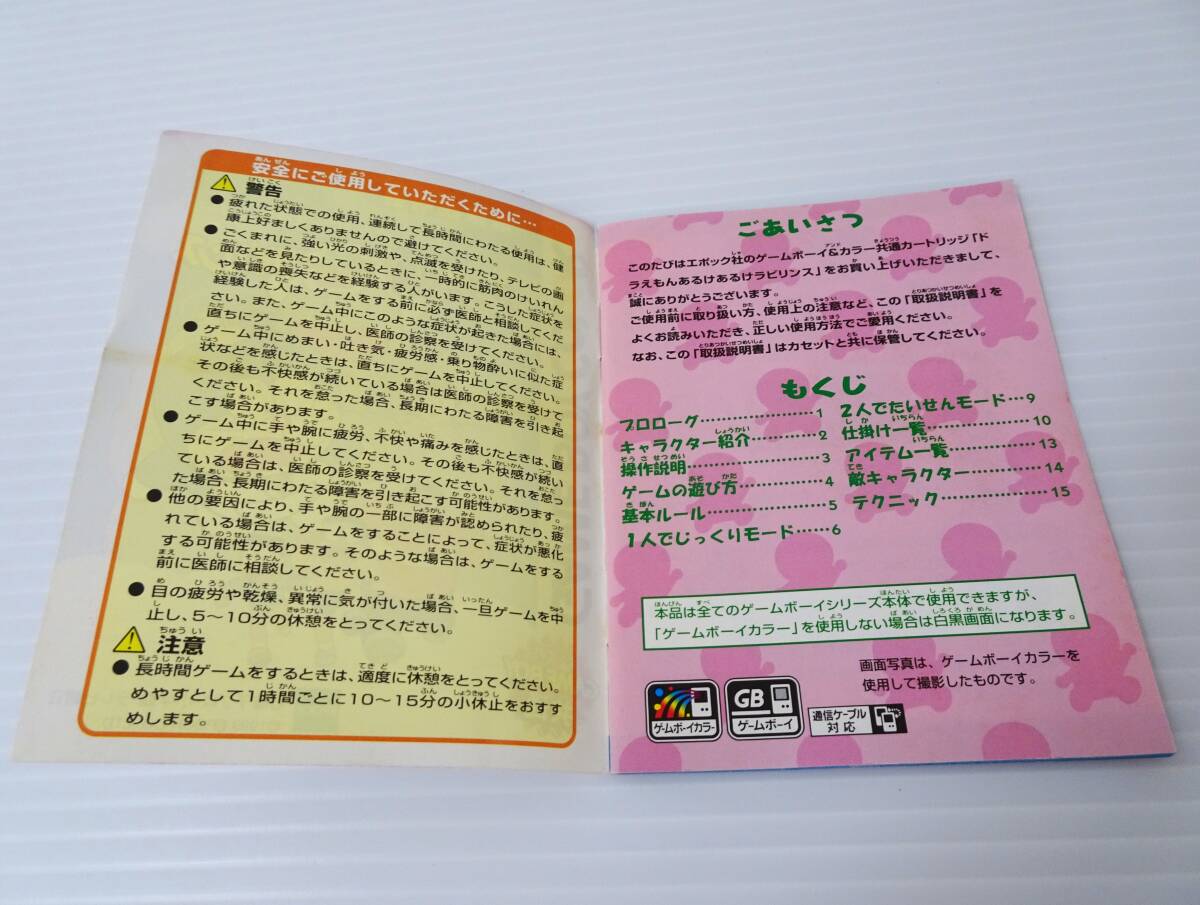 安全にご使用していただくために…
警告
● 疲れた状態での使用、連続して長時間にわたる使用は、健
康上好ましくありませんので避けてください。
● ごくまれに、強い光の刺激や、点滅を受けたり、テレビの画
面などを見たりしているときに、一時的に筋肉のけいれん
や意識の喪失などを経験する人がいます。こうした症状を
経験した人は、ゲームをする前に必ず医師と相談してくだ
さい。また、ゲーム中にこのような症状が起きた場合には、
直ちにゲームを中止し、医師の診察を受けてください。
● ゲーム中にめまい・吐き気・疲労感・乗り物酔いに似た症
状などを感じたときは、直ちにゲームを中止してください。
その後も不快感が続いている場合は医師の診察を受けて
ください。それを怠った場合、長期にわたる障害を引き起
こす場合があります。
● ゲーム中に手や腕に疲労、不快や痛みを感じたときは、直
ちにゲームを中止してください。その後も不快感が続い
ている場合は、医師の診察を受けてください。それを怠っ
た場合、長期にわたる障害を引き起こす可能性があります。
● 他の要因により、手や腕の一部に障害が認められたり、疲
れている場合は、ゲームをすることによって、症状が悪化
する可能性があります。そのような場合は、ゲームをする
前に医師に相談してください。
● 目の疲労や乾燥、異常に気が付いた場合、一旦ゲームを中
止し、5〜10分の休憩をとってください。
注意
● 長時間ゲームをするときは、適度に休憩をとってください。
めやすとして1時間ごとに10〜15分の小休止をおすす
めします。
ごあいさつ
このたびはエポック社のゲームボーイ&カラー共通カートリッジ「ド
ラえもんあるけあるけラビリンス」をお買い上げいただきまして、
誠にありがとうございます。
ご使用前に取り扱い方、使用上の注意など、この「取扱説明書」を
よくお読みいただき、正しい使用方法でご愛用ください。
なお、この「取扱説明書」はカセットと共に保管してください。
もくじ
プロローグ……………1
キャラクター紹介…………2
操作説明………………3
ゲームの遊び方…………4
基本ルール……………5
1人でじっくりモード……6
2人でたいせんモード…9
仕掛け一覧……………10
アイテム一覧…………13
敵キャラクター…………14
テクニック……………15
本品は全てのゲームボーイシリーズ本体で使用できますが、
「ゲームボーイカラー」を使用しない場合は白黒画面になります。
画面写真は、ゲームボーイカラーを
使用して撮影したものです。
ゲームボーイカラー
GB
ゲームボーイ
通信ケーブル
対応